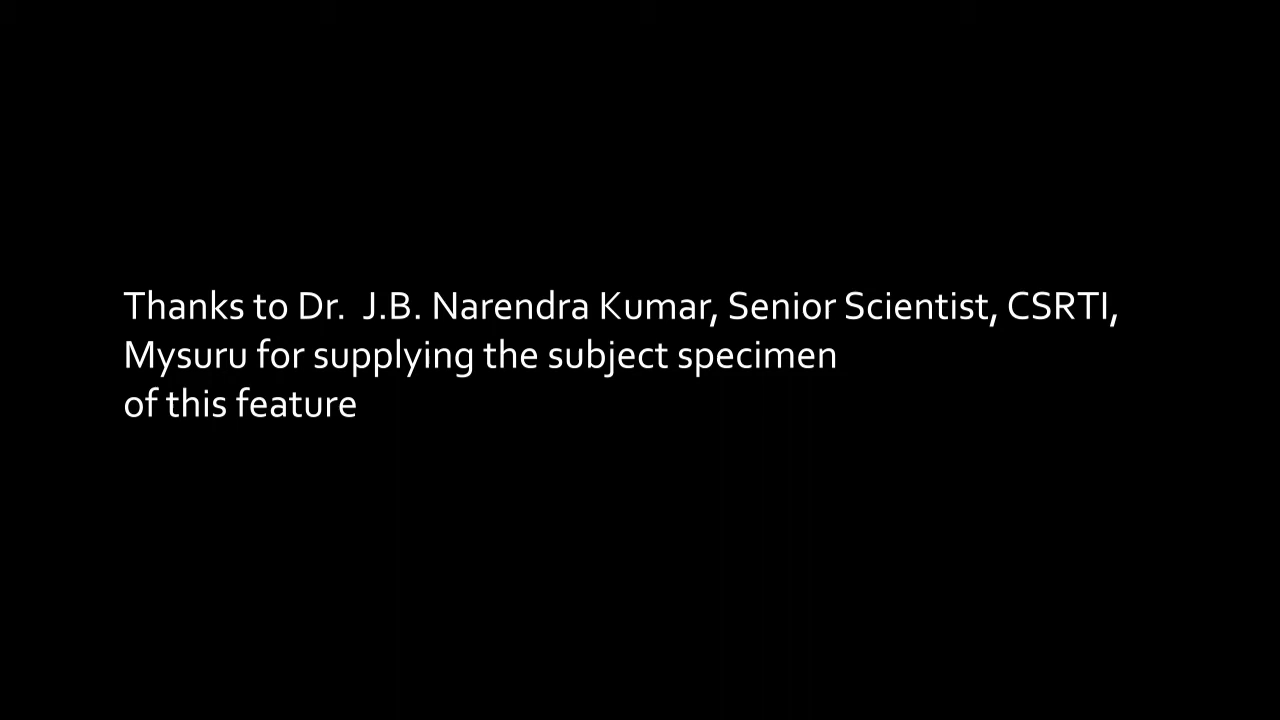 Thanks to Dr.  J.B. Narendra Kumar, Senior Scientist, CSRTI,
Mysuru for supplying the subject specimen
of this feature